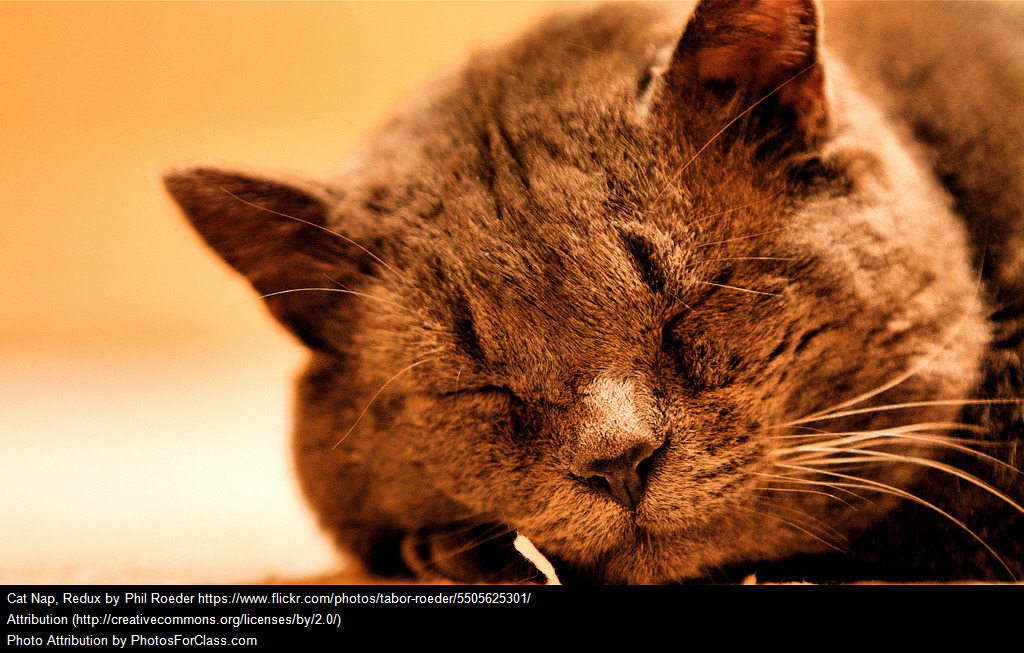 Cat Nap, Redux by Phil Roeder https://www.flickr.com/photos/tabor-roeder/5505625301/
Attribution (http://creativecommons.org/licenses/by/2.0/)
Photo Attribution by PhotosForClass.com